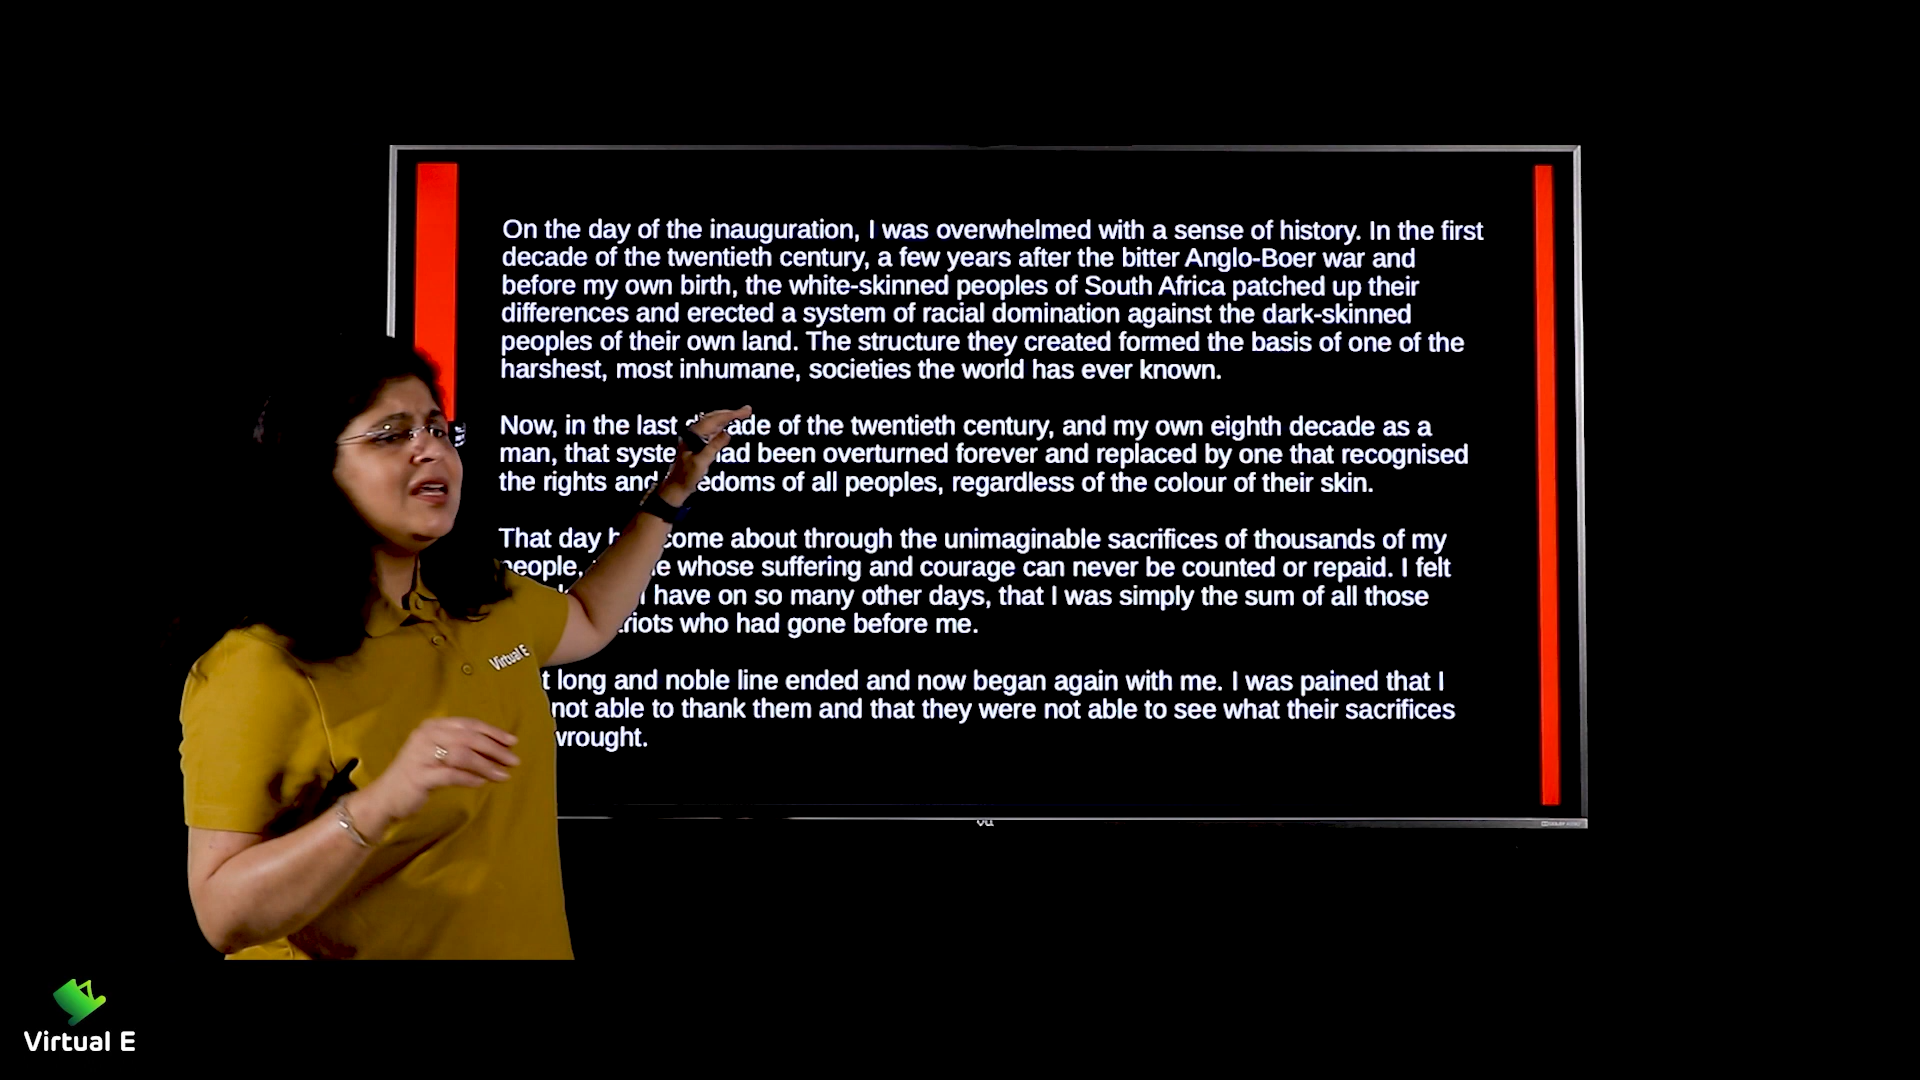 On the day of the inauguration, I was overwhelmed with a sense of history. In the first
decade of the twentieth century, a few years after the bitter Anglo-Boer war and
before my own birth, the white-skinned peoples of South Africa patched up their
differences and erected a system of racial domination against the dark-skinned
peoples of their own land. The structure they created formed the basis of one of the
harshest, most inhumane, societies the world has ever known.
Now, in the last of the twentieth century, and my own eighth decade as a
man, that had been overturned forever and replaced by one that recognised
the rights and of all peoples, regardless of the colour of their skin.
That day come about through the unimaginable sacrifices of thousands of my
people, whose suffering and courage can never be counted or repaid. I felt
I have on so many other days, that I was simply the sum of all those
who had gone before me.
long and noble line ended and now began again with me. I was pained that I
not able to thank them and that they were not able to see what their sacrifices
wrought.
Virtual E
Virtual E